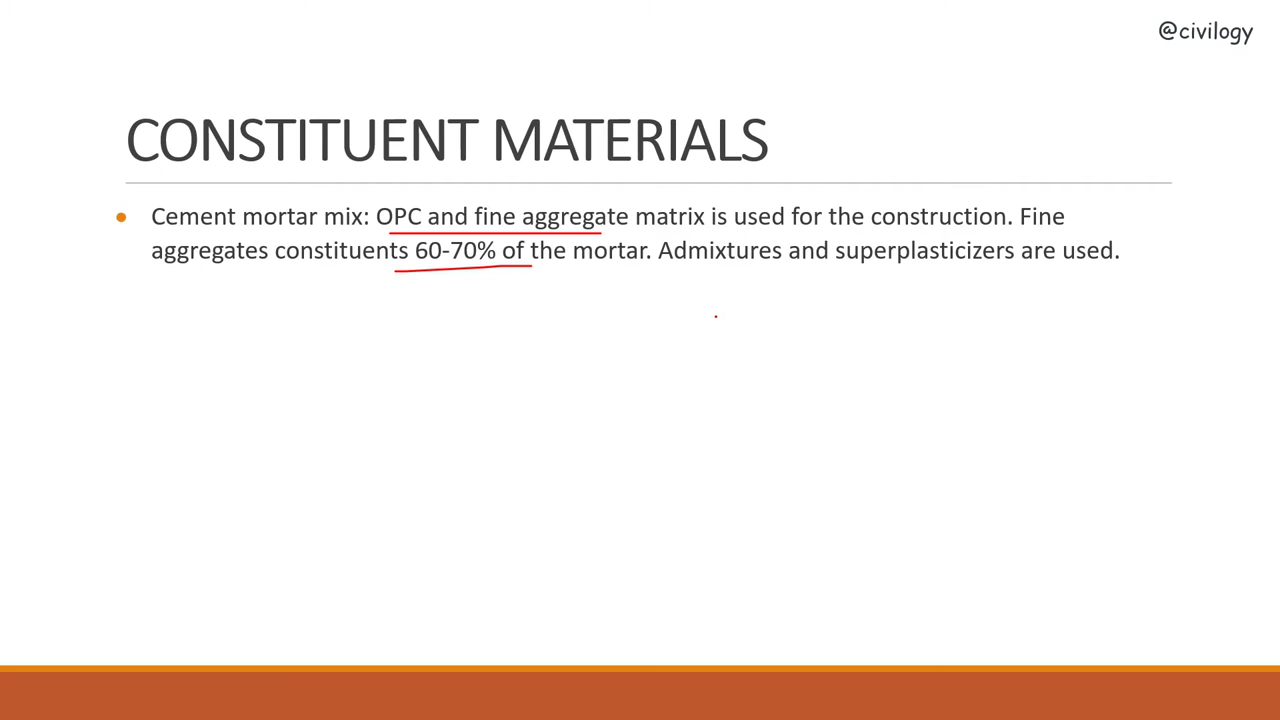 @civilogy
CONSTITUENT MATERIALS
• Cement mortar mix: OPC and fine aggregate matrix is used for the construction. Fine
aggregates constituents 60-70% of the mortar. Admixtures and superplasticizers are used.